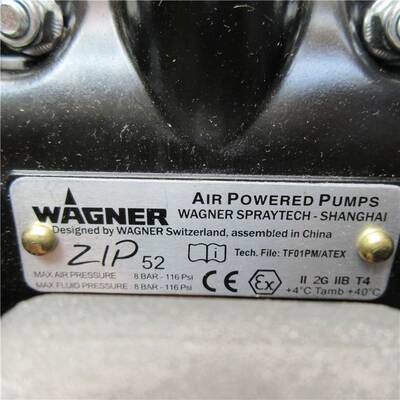 WAGNER
AIR POWERED PUMPS
WAGNER SPRAYTECH - SHANGHAI
Designed by WAGNER Switzerland, assembled in China
ZIP 52
Tech. File: TF01PM/ATEX
MAX AIR PRESSURE 8 BAR - 116 Psi
MAX FLUID PRESSURE 8 BAR - 116 Psi
CE Ex II 2G IIB T4
+4°C Tamb +40°C